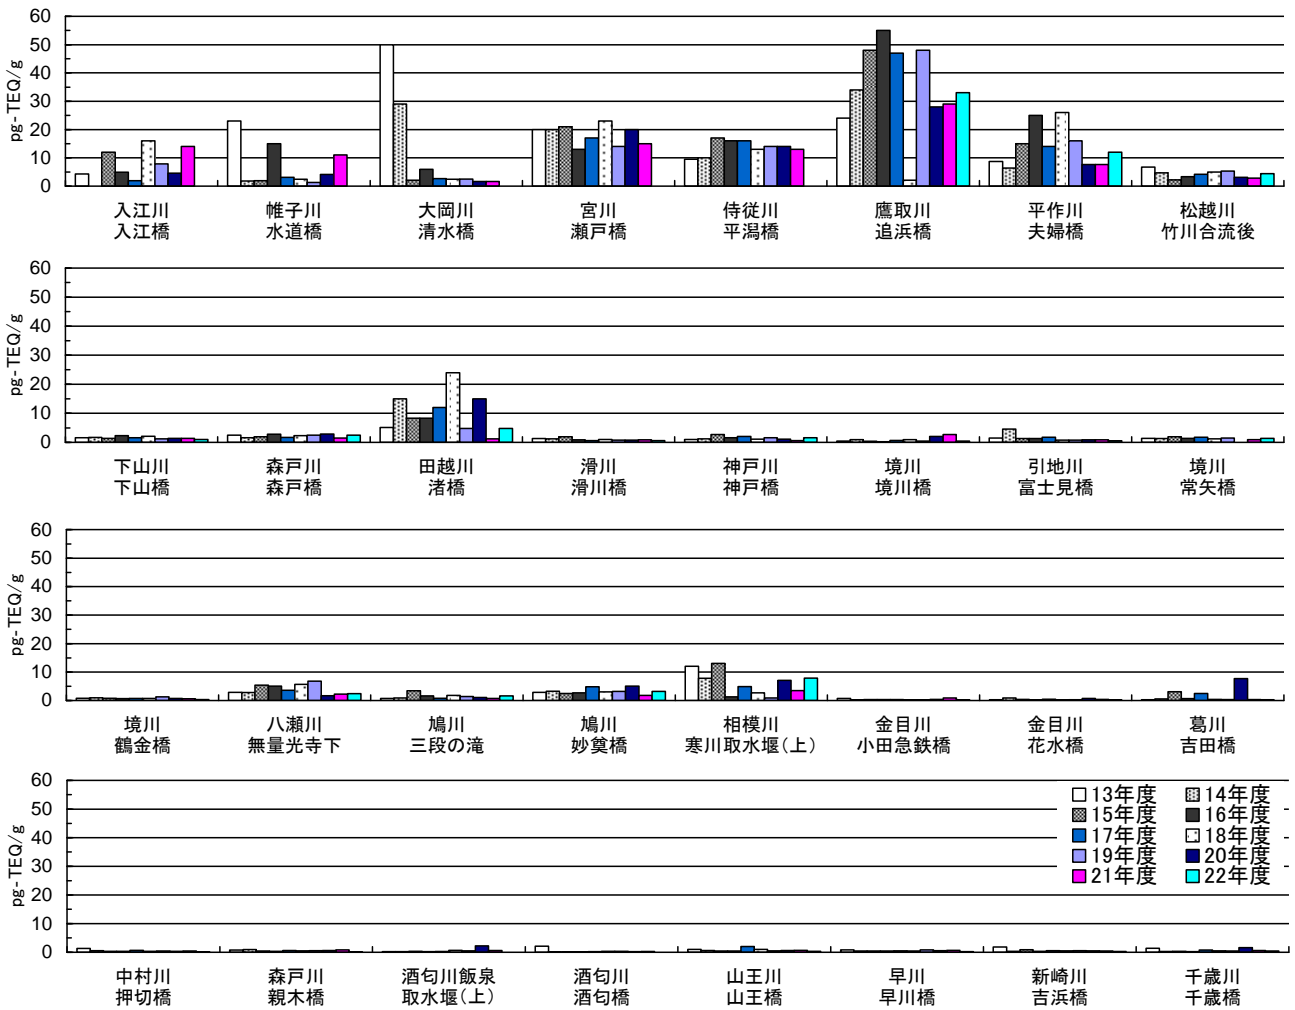 60
50
40
30
20
10
0
pg-TEQ/g
入江川 帷子川 大岡川 宮川 侍従川 鷹取川 平作川 松越川
入江橋 水道橋 清水橋 瀬戸橋 平潟橋 追浜橋 夫婦橋 竹川合流後
60
50
40
30
20
10
0
pg-TEQ/g
下山川 森戸川 田越川 滑川 神戸川 境川 引地川 境川
下山橋 森戸橋 渚橋 滑川橋 神戸橋 境川橋 富士見橋 常矢橋
60
50
40
30
20
10
0
pg-TEQ/g
境川 八瀬川 鳩川 鳩川 相模川 金目川 金目川 葛川
鶴金橋 無量光寺下 三段の滝 妙奠橋 寒川取水堰(上) 小田急鉄橋 花水橋 吉田橋
60
50
40
30
20
10
0
pg-TEQ/g
13年度 14年度
15年度 16年度
17年度 18年度
19年度 20年度
21年度 22年度
中村川 森戸川 酒匂川飯泉 酒匂川 山王川 早川 新崎川 千歳川
押切橋 親木橋 取水堰(上) 酒匂橋 山王橋 早川橋 吉浜橋 千歳橋